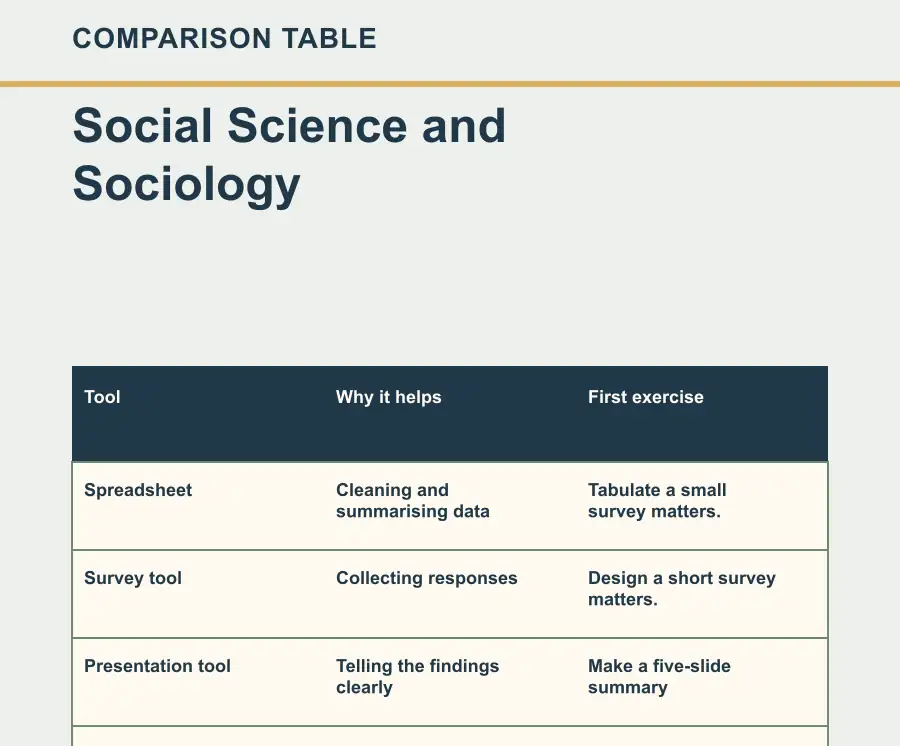 COMPARISON TABLE
Social Science and
Sociology
Tool
Why it helps
First exercise
Spreadsheet
Cleaning and
summarising data
Tabulate a small
survey matters.
Survey tool
Collecting responses
Design a short survey
matters.
Presentation tool
Telling the findings
clearly
Make a five-slide
summary